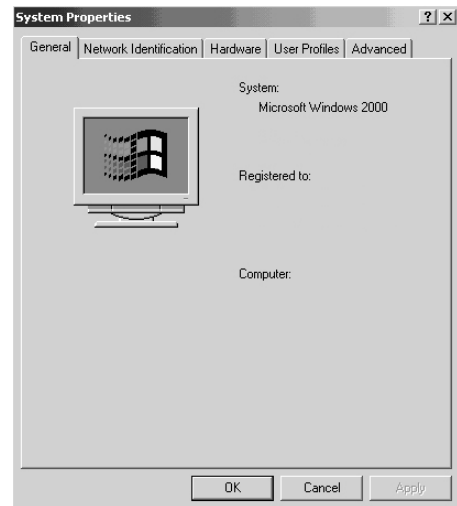 System Properties
General Network Identification Hardware User Profiles Advanced
System:
Microsoft Windows 2000
Registered to:
Computer:
OK Cancel Apply